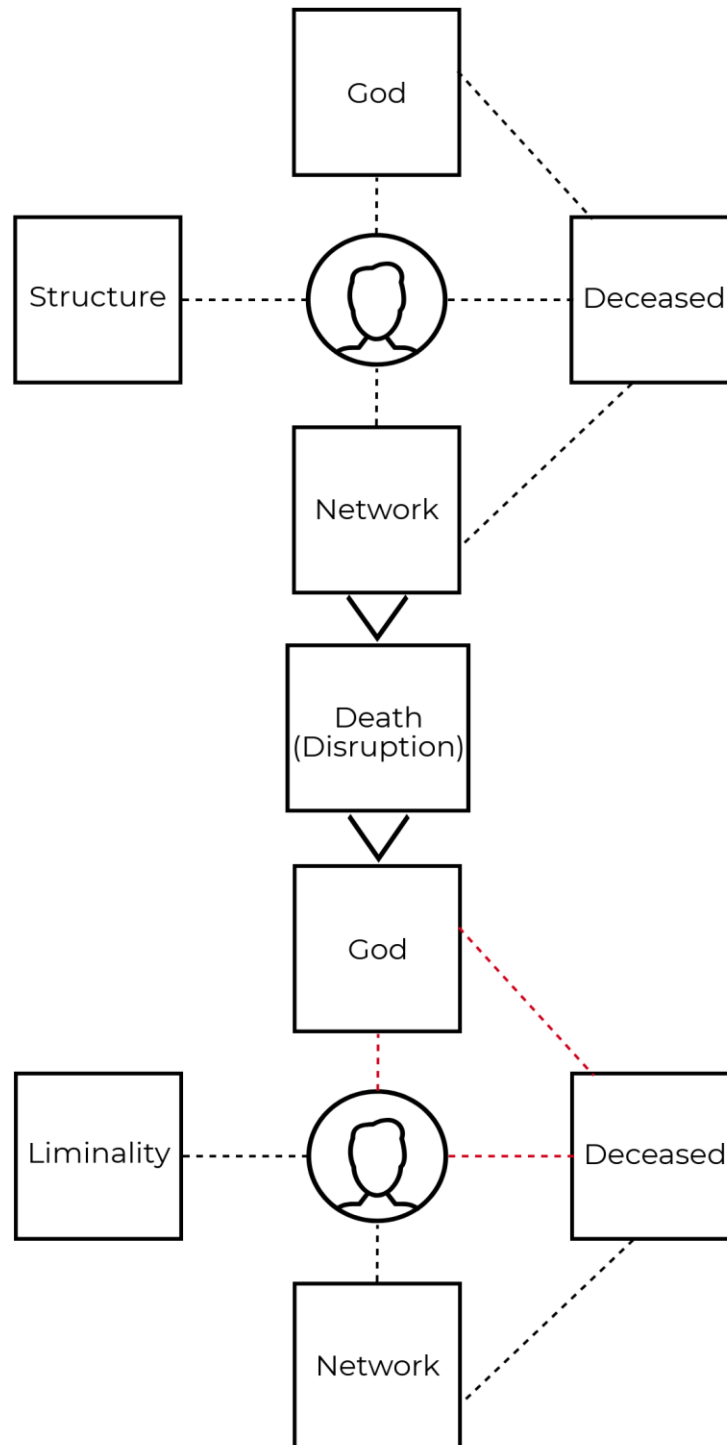 God
Structure
Deceased
Network
Death
(Disruption)
God
Liminality
Deceased
Network